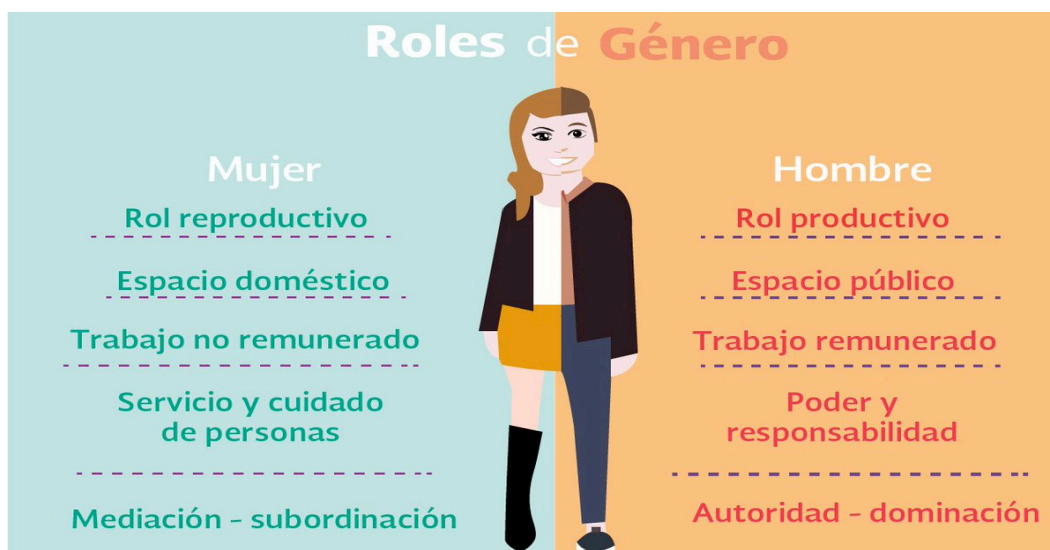 Roles de Género
Mujer
Rol reproductivo
Espacio doméstico
Trabajo no remunerado
Servicio y cuidado
de personas
Mediación - subordinación
Hombre
Rol productivo
Espacio público
Trabajo remunerado
Poder y
responsabilidad
Autoridad - dominación